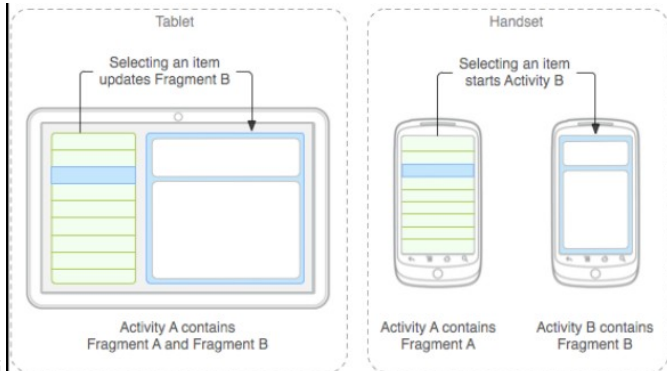 Tablet
Selecting an item
updates Fragment B
Activity A contains
Fragment A and Fragment B
Handset
Selecting an item
starts Activity B
Activity A contains
Fragment A
Activity B contains
Fragment B